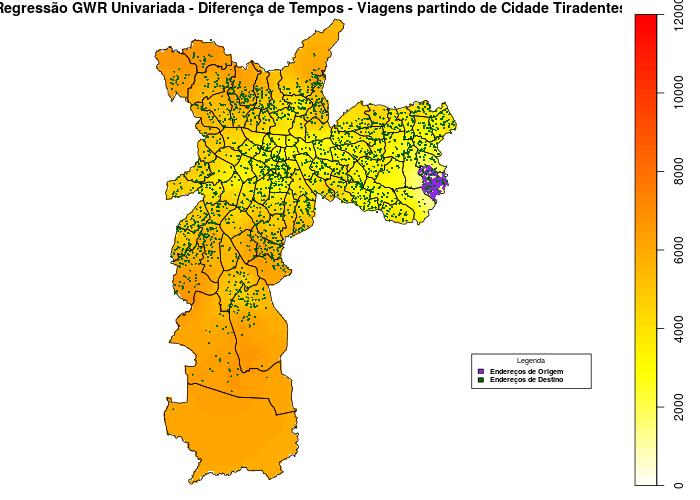 Regressão GWR Univariada - Diferença de Tempos - Viagens partindo de Cidade Tiradentes
12000
10000
8000
6000
4000
2000
0
Legenda
Endereços de Origem
Endereços de Destino